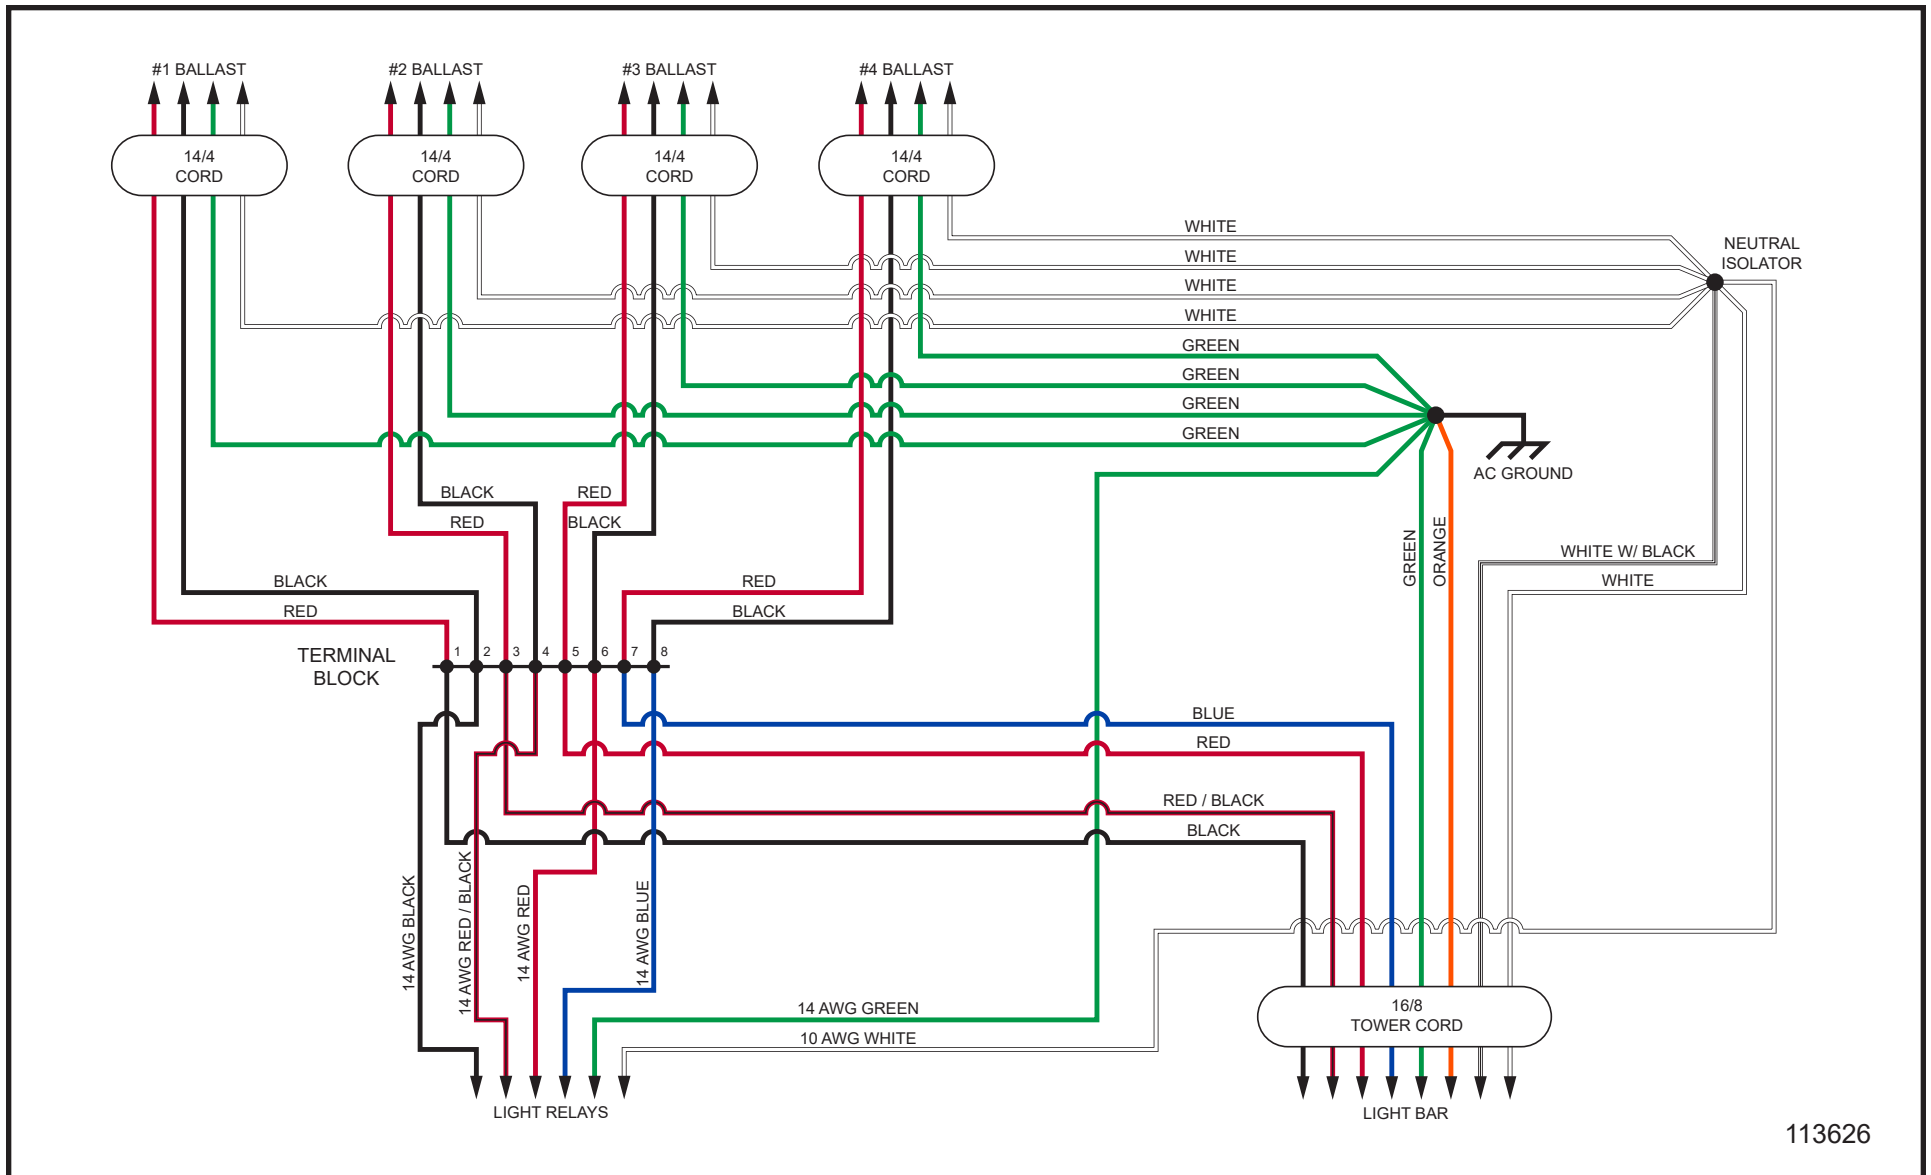 #1 BALLAST
#2 BALLAST
#3 BALLAST
#4 BALLAST
14/4
CORD
14/4
CORD
14/4
CORD
14/4
CORD
WHITE
WHITE
WHITE
WHITE
NEUTRAL
ISOLATOR
GREEN
GREEN
GREEN
GREEN
AC GROUND
BLACK
RED
RED
BLACK
GREEN
ORANGE
WHITE W/ BLACK
WHITE
BLACK
RED
RED
BLACK
TERMINAL
BLOCK
1 2 3 4 5 6 7 8
BLUE
RED
RED / BLACK
BLACK
14 AWG BLACK
14 AWG RED / BLACK
14 AWG RED
14 AWG BLUE
14 AWG GREEN
10 AWG WHITE
16/8
TOWER CORD
LIGHT RELAYS
LIGHT BAR
113626